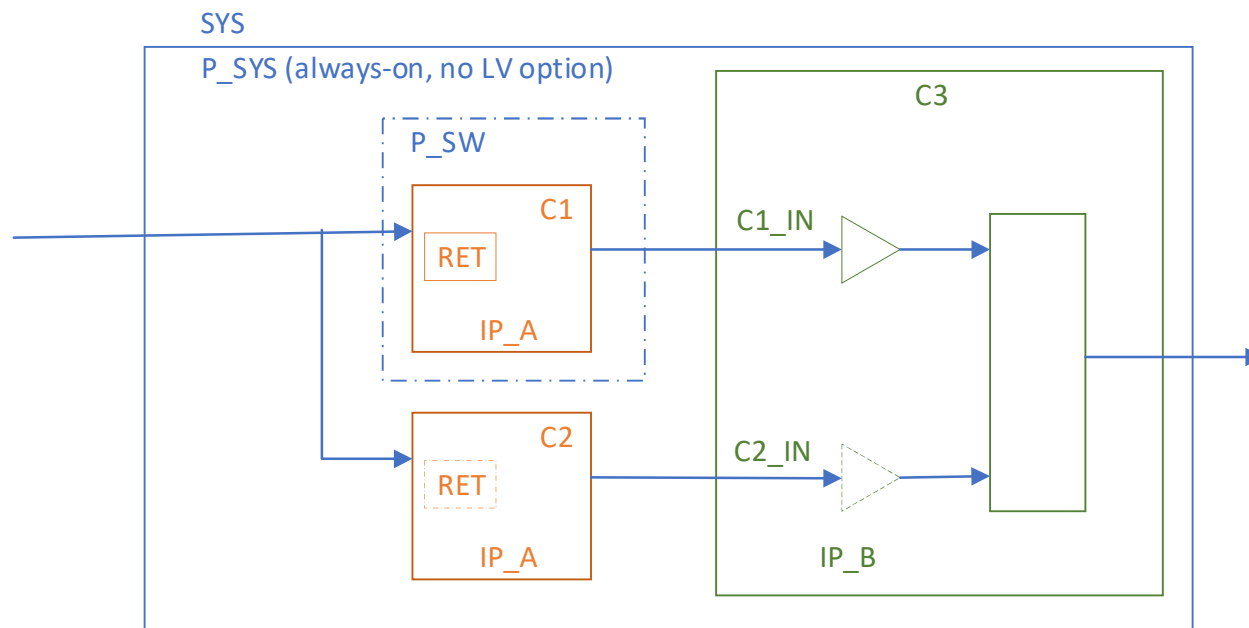 SYS
P_SYS (always-on, no LV option)
C3
P_SW
C1
RET
IP_A
C1_IN
C2
RET
IP_A
C2_IN
IP_B